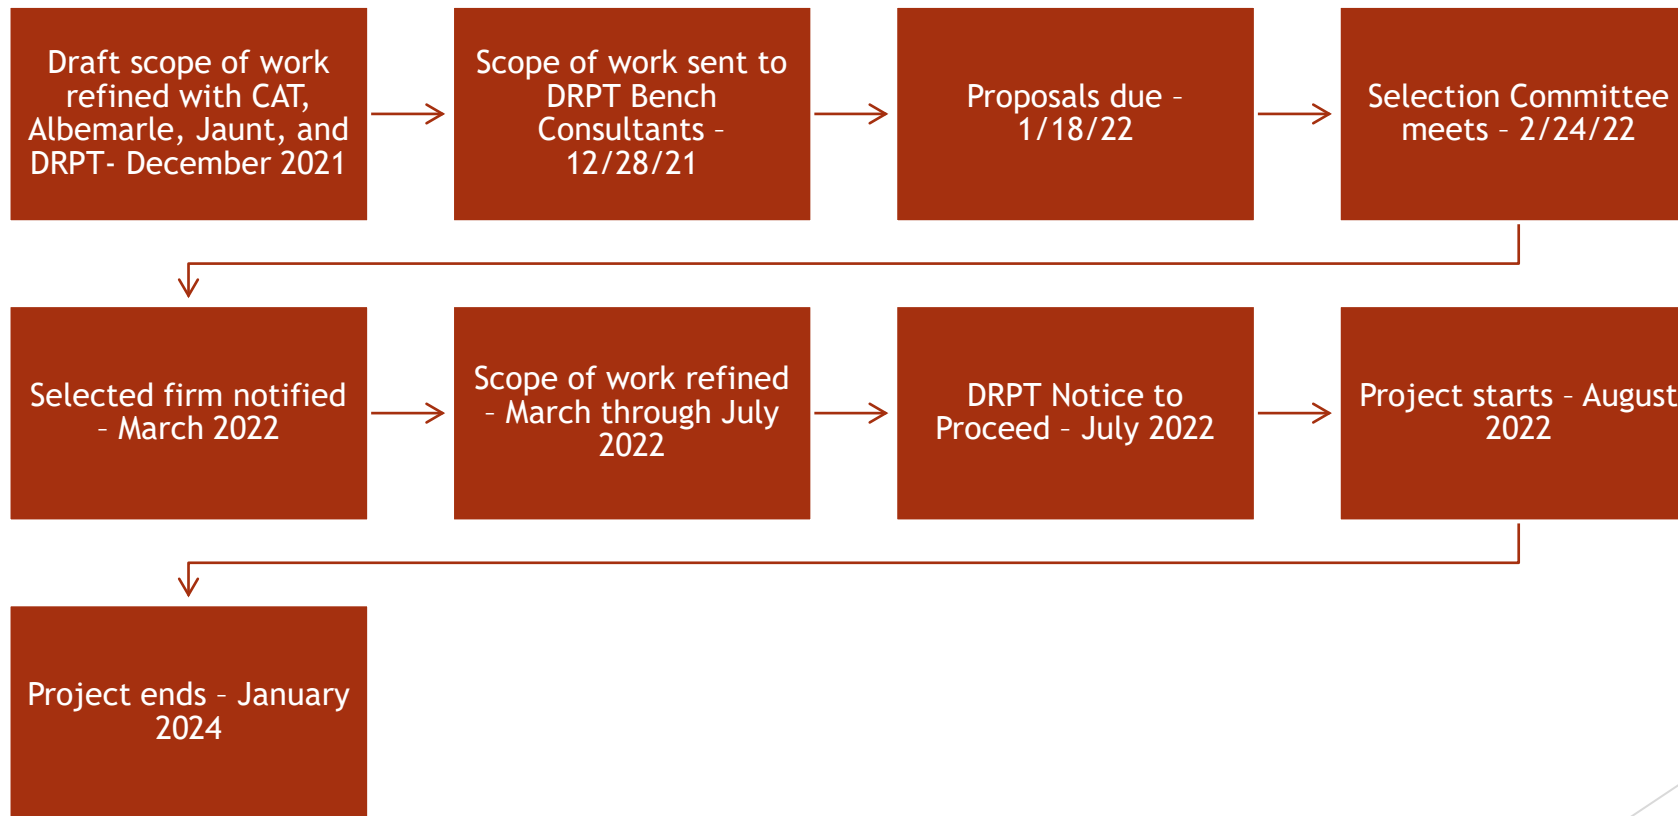 Draft scope of work
refined with CAT,
Albemarle, Jaunt, and
DRPT- December 2021
Scope of work sent to
DRPT Bench
Consultants –
12/28/21
Proposals due –
1/18/22
Selection Committee
meets – 2/24/22
Selected firm notified
– March 2022
Scope of work refined
– March through July
2022
DRPT Notice to
Proceed – July 2022
Project starts – August
2022
Project ends – January
2024